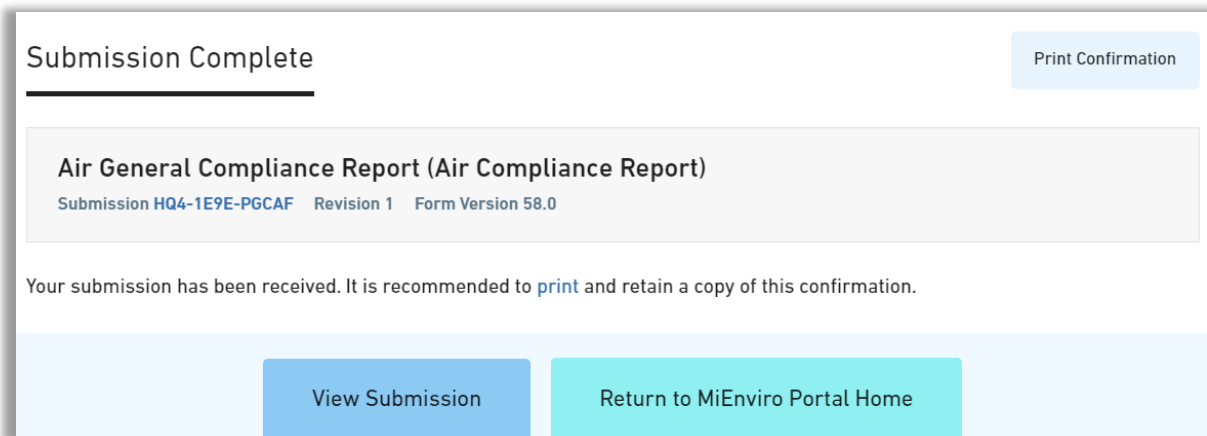 Submission Complete
Print Confirmation
Air General Compliance Report (Air Compliance Report)
Submission HQ4-1E9E-PGCAF Revision 1 Form Version 58.0
Your submission has been received. It is recommended to print and retain a copy of this confirmation.
View Submission
Return to MiEnviro Portal Home